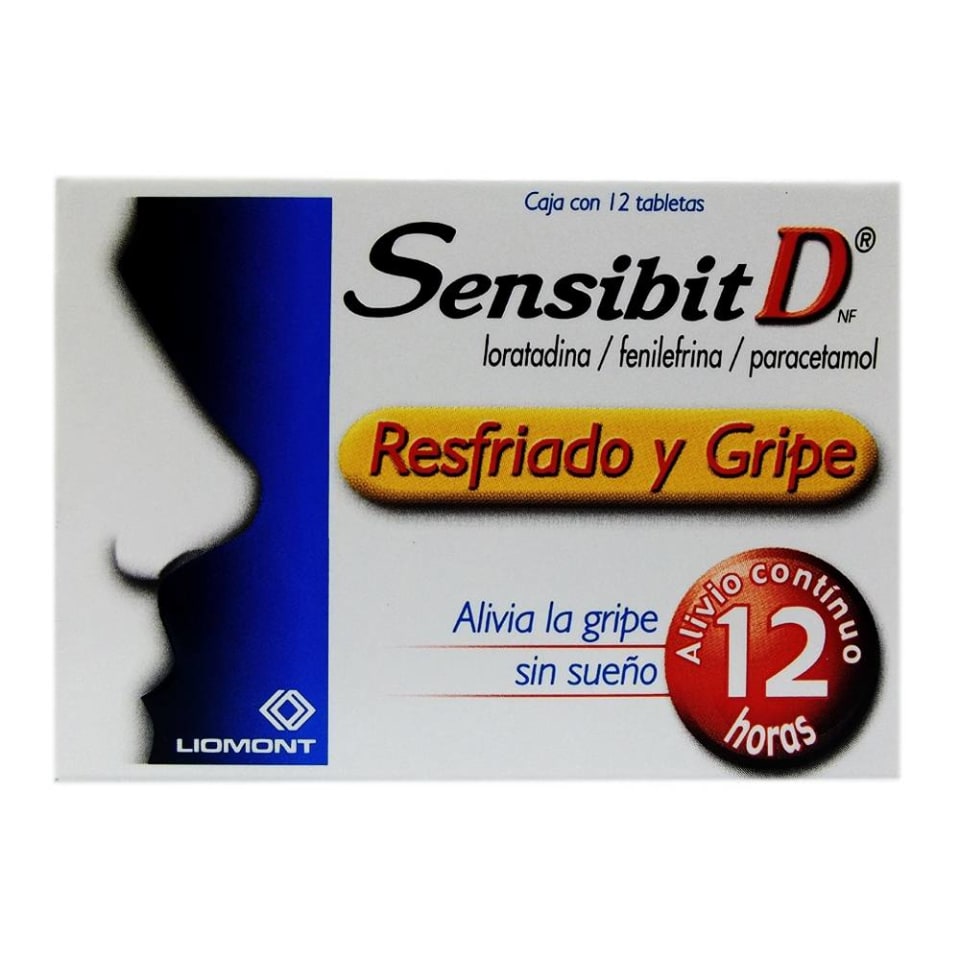 Caja con 12 tabletas
Sensibit D®
NF
loratadina / fenilefrina / paracetamol
Resfriado y Gripe
Alivia la gripe
sin sueño
Alivio contínuo
12
horas
LIOMONT